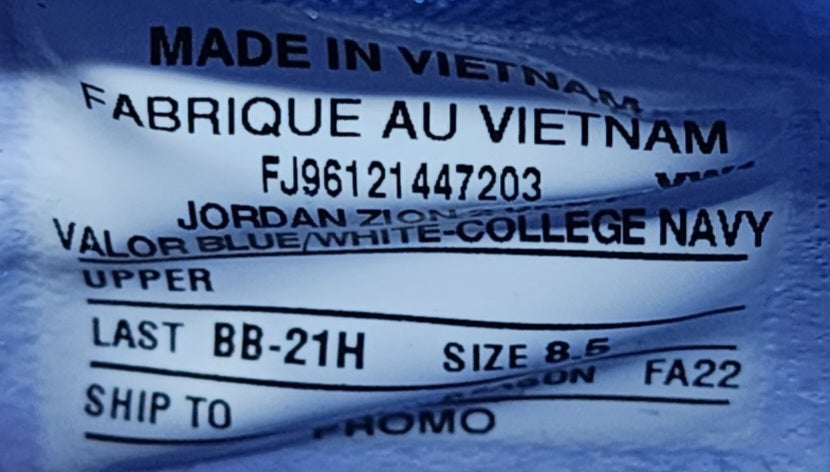 MADE IN VIETNAM
FABRIQUE AU VIETNAM
FJ96121447203
JORDAN ZION
VALOR BLUE/WHITE-COLLEGE NAVY
UPPER
LAST BB-21H SIZE 8.5
FA22
SHIP TO PROMO